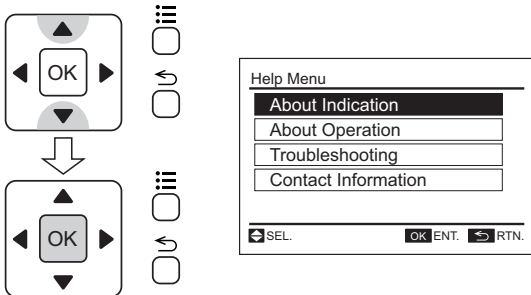 OK
OK
Help Menu
About Indication
About Operation
Troubleshooting
Contact Information
SEL. OK ENT. RTN.